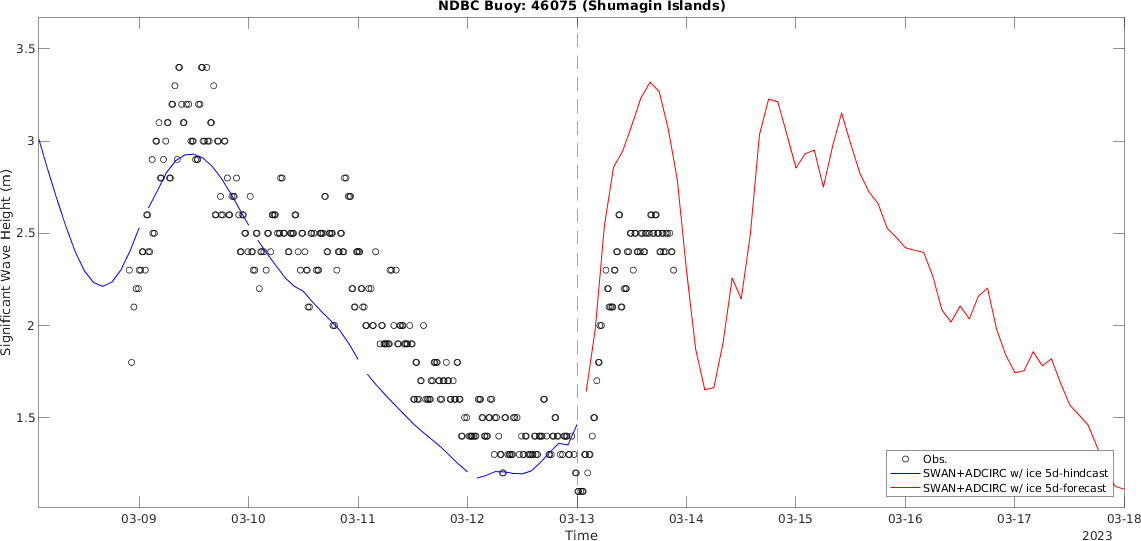 NDBC Buoy: 46075 (Shumagin Islands)
Significant Wave Height (m)
3.5
3
2.5
2
1.5
Obs.
SWAN+ADCIRC w/ ice 5d-hindcast
SWAN+ADCIRC w/ ice 5d-forecast
03-09
03-10
03-11
03-12
03-13
03-14
03-15
03-16
03-17
03-18
Time
2023